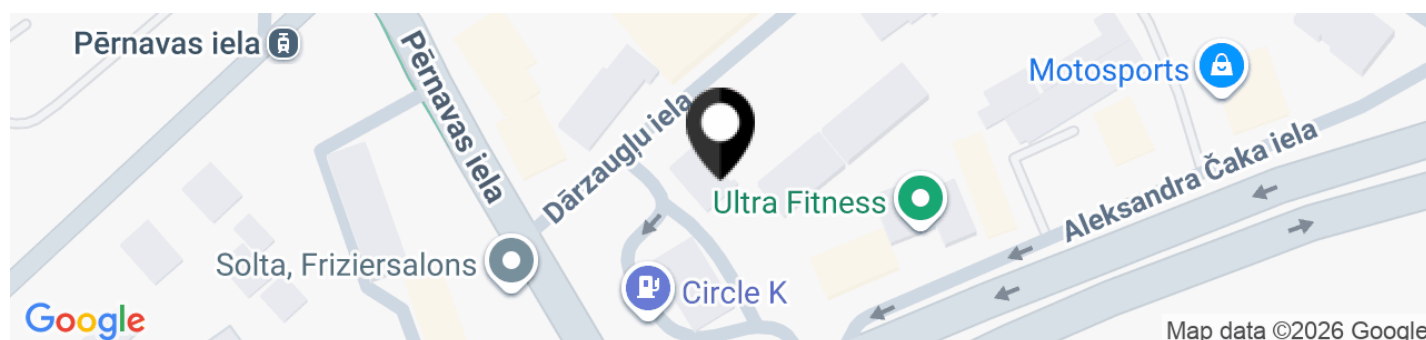 Pērnavas iela
Pērnavas iela
Dārzaugļu iela
Motosports
Aleksandra Čaka iela
Ultra Fitness
Solta, Friziersalons
Circle K
Google
Map data ©2026 Google